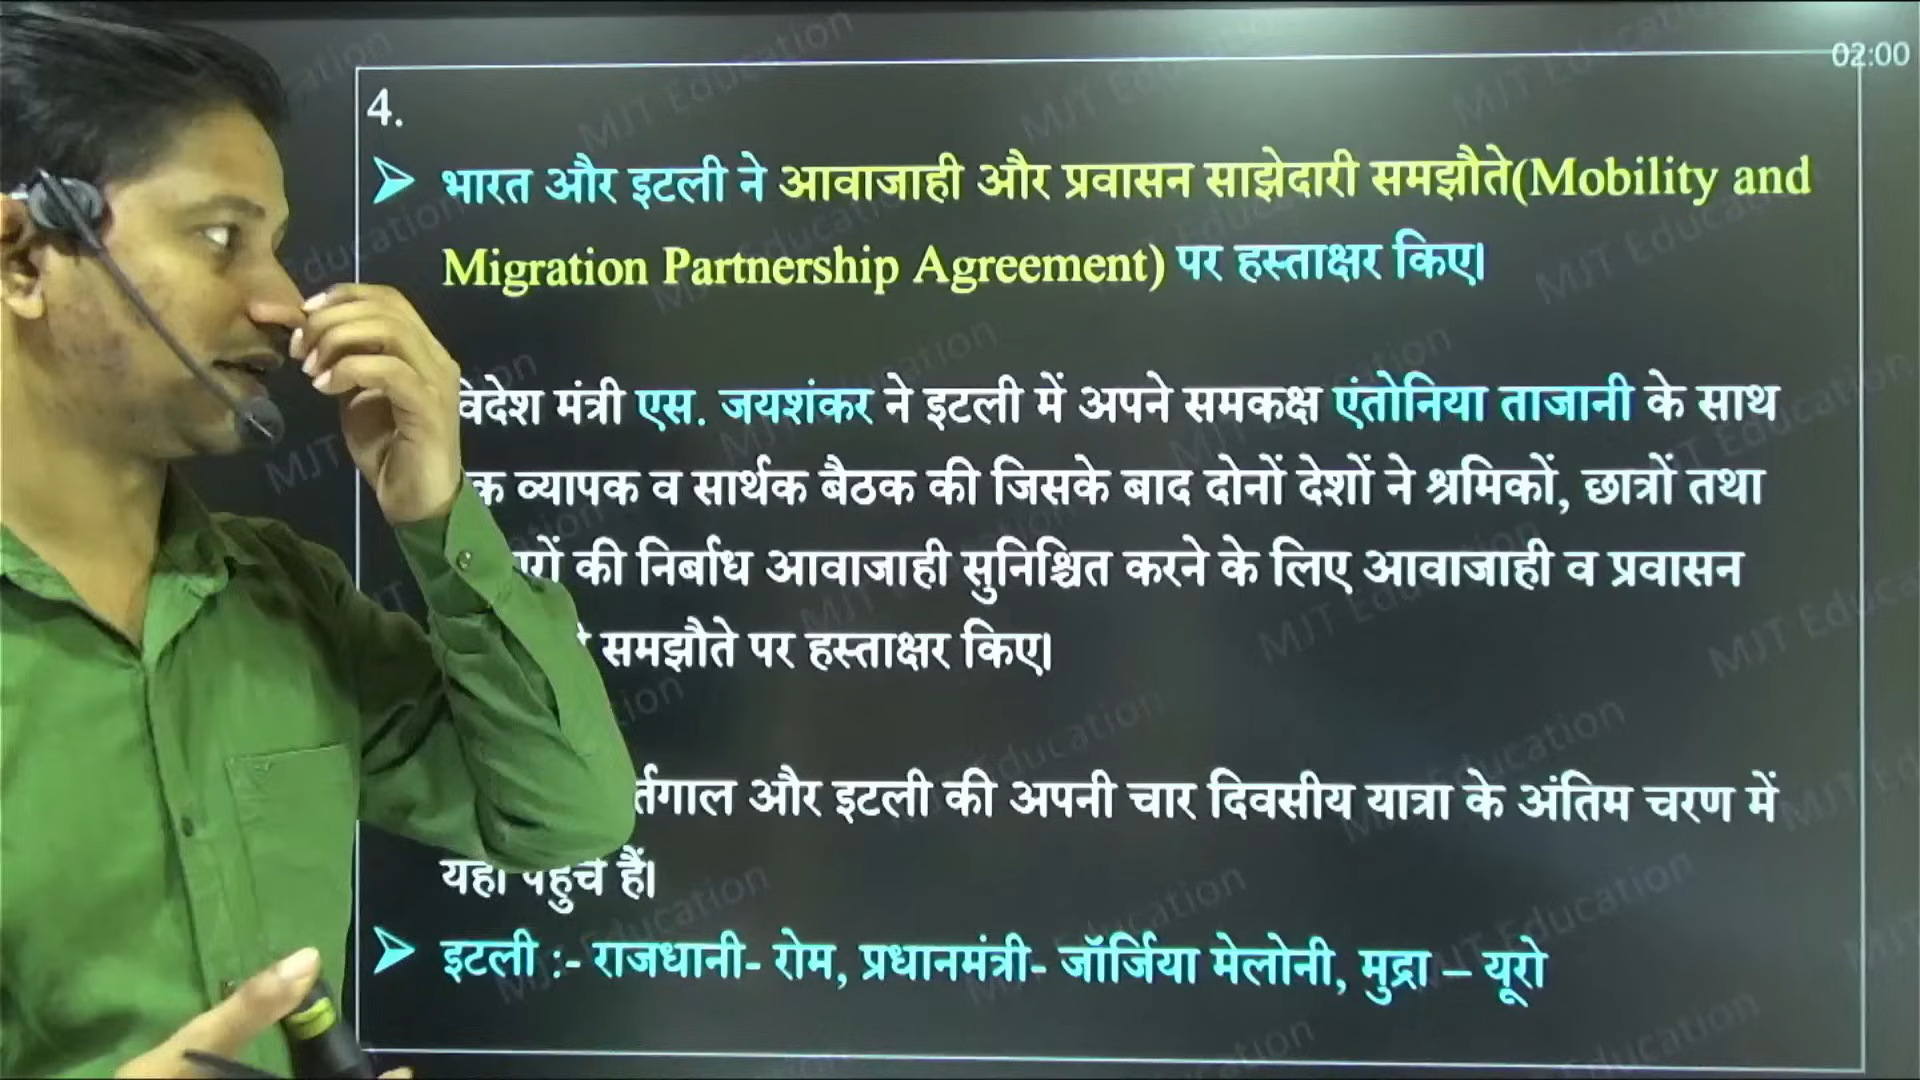 02:00
4.
➤ भारत और इटली ने आवाजाही और प्रवासन साझेदारी समझौते(Mobility and
Migration Partnership Agreement) पर हस्ताक्षर किए।
विदेश मंत्री एस. जयशंकर ने इटली में अपने समकक्ष एंतोनिया ताजानी के साथ
व्यापक व सार्थक बैठक की जिसके बाद दोनों देशों ने श्रमिकों, छात्रों तथा
की निर्बाध आवाजाही सुनिश्चित करने के लिए आवाजाही व प्रवासन
समझौते पर हस्ताक्षर किए।
और इटली की अपनी चार दिवसीय यात्रा के अंतिम चरण में
यहां पहुंचे हैं।
➤ इटली :- राजधानी- रोम, प्रधानमंत्री- जॉर्जिया मेलोनी, मुद्रा – यूरो
MJT Education